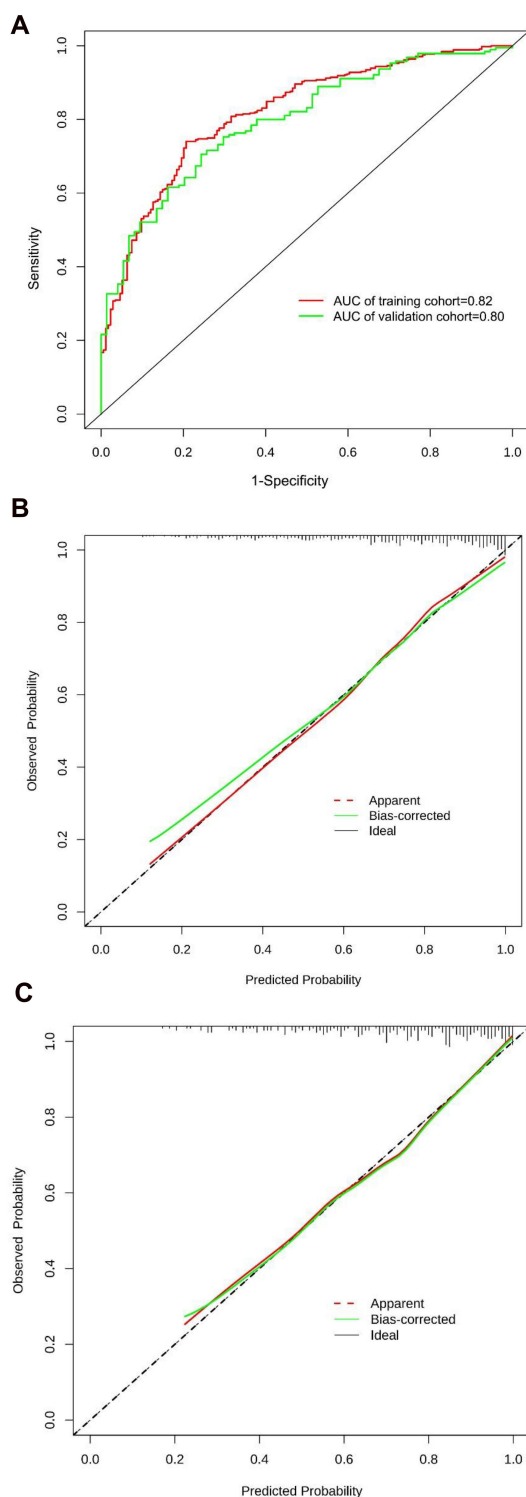 A
1.0
0.8
0.6
0.4
0.2
0.0
Sensitivity
AUC of training cohort=0.82
AUC of validation cohort=0.80
0.0 0.2 0.4 0.6 0.8 1.0
1-Specificity
B
1.0
0.8
0.6
0.4
0.2
0.0
Observed Probability
Apparent
Bias-corrected
Ideal
0.0 0.2 0.4 0.6 0.8 1.0
Predicted Probability
C
1.0
0.8
0.6
0.4
0.2
0.0
Observed Probability
Apparent
Bias-corrected
Ideal
0.0 0.2 0.4 0.6 0.8 1.0
Predicted Probability